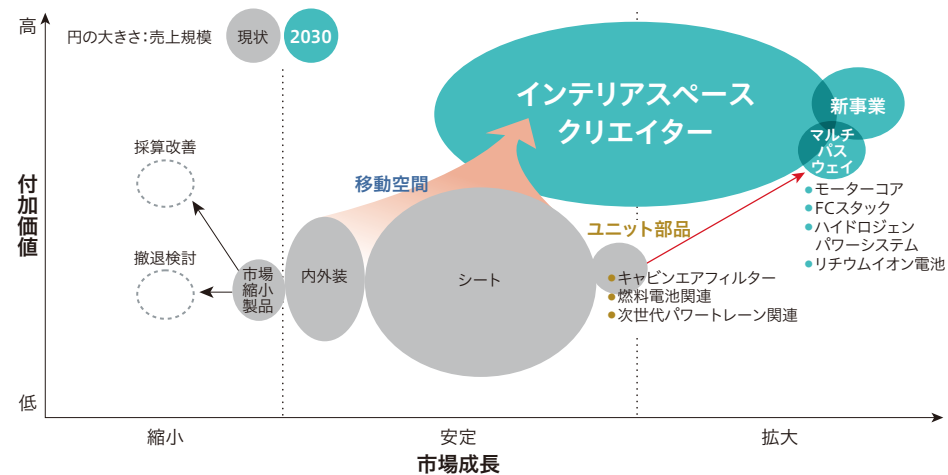 高
円の大きさ：売上規模
現状
2030
インテリアスペース
クリエイター
新事業
マルチ
パス
ウェイ
モーターコア
FCスタック
ハイドロジェン
パワーシステム
リチウムイオン電池
採算改善
撤退検討
付加価値
移動空間
ユニット部品
市場
縮小
製品
内外装
シート
キャビンエアフィルター
燃料電池関連
次世代パワートレーン関連
低
縮小
安定
拡大
市場成長